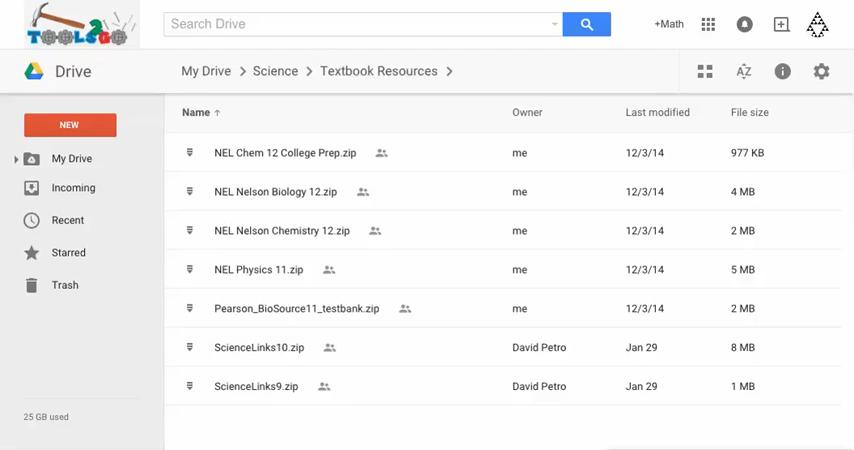 TOOLS2GO
Search Drive
+Math
Drive
My Drive
Science
Textbook Resources
AZ
NEW
My Drive
Incoming
Recent
Starred
Trash
25 GB used
Name Owner Last modified File size
NEL Chem 12 College Prep.zip me 12/3/14 977 KB
NEL Nelson Biology 12.zip me 12/3/14 4 MB
NEL Nelson Chemistry 12.zip me 12/3/14 2 MB
NEL Physics 11.zip me 12/3/14 5 MB
Pearson_BioSource11_testbank.zip me 12/3/14 2 MB
ScienceLinks10.zip David Petro Jan 29 8 MB
ScienceLinks9.zip David Petro Jan 29 1 MB